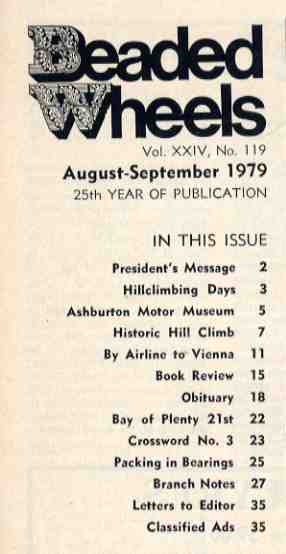 Beaded
Wheels
Vol. XXIV, No. 119
August-September 1979
25th YEAR OF PUBLICATION
IN THIS ISSUE
President's Message 2
Hillclimbing Days 3
Ashburton Motor Museum 5
Historic Hill Climb 7
By Airline to Vienna 11
Book Review 15
Obituary 18
Bay of Plenty 21st 22
Crossword No. 3 23
Packing in Bearings 25
Branch Notes 27
Letters to Editor 35
Classified Ads 35